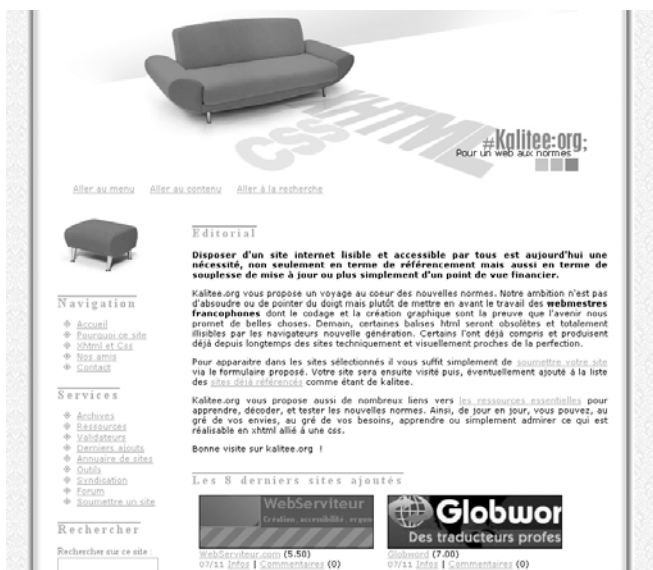 CSS XHTML
#Kalitee:org;
Pour un web aux normes
Aller au menu Aller au contenu Aller à la recherche
Editorial
Disposer d'un site internet lisible et accessible par tous est aujourd'hui une
nécessité, non seulement en terme de référencement mais aussi en terme de
souplesse de mise à jour ou plus simplement d'un point de vue financier.
Kalitee.org vous propose un voyage au coeur des nouvelles normes. Notre ambition n'est pas
d'absoudre ou de pointer du doigt mais plutôt de mettre en avant le travail des webmestres
francophones dont le codage et la création graphique sont la preuve que l'avenir nous
promet de belles choses. Demain, certaines balises html seront obsolètes et totalement
illisibles par les navigateurs nouvelle génération. Certains l'ont déjà compris et produisent
déjà depuis longtemps des sites techniquement et visuellement proches de la perfection.
Pour apparaitre dans les sites sélectionnés il vous suffit simplement de soumettre votre site
via le formulaire proposé. Votre site sera ensuite visité puis, éventuellement ajouté à la liste
des sites déjà référencés comme étant de kalitee.
Kalitee.org vous propose aussi de nombreux liens vers les ressources essentielles pour
apprendre, décoder, et tester les nouvelles normes. Ainsi, de jour en jour, vous pouvez, au
gré de vos envies, au gré de vos besoins, apprendre ou simplement admirer ce qui est
réalisable en xhtml allié à une css.
Bonne visite sur kalitee.org !
Navigation
Accueil
Pourquoi ce site
XHtml et Css
Nos amis
Contact
Services
Archives
Ressources
Validateurs
Derniers ajouts
Annuaire de sites
Outils
Syndication
Forum
Soumettre un site
Rechercher
Rechercher sur ce site :
Les 8 derniers sites ajoutés
WebServiteur
Création, accessibilité, ergon
WebServiteur.com (5.50)
07/11 Infos | Commentaires (0)
Globwor
Des traducteurs profes
Globword (7.00)
07/11 Infos | Commentaires (0)